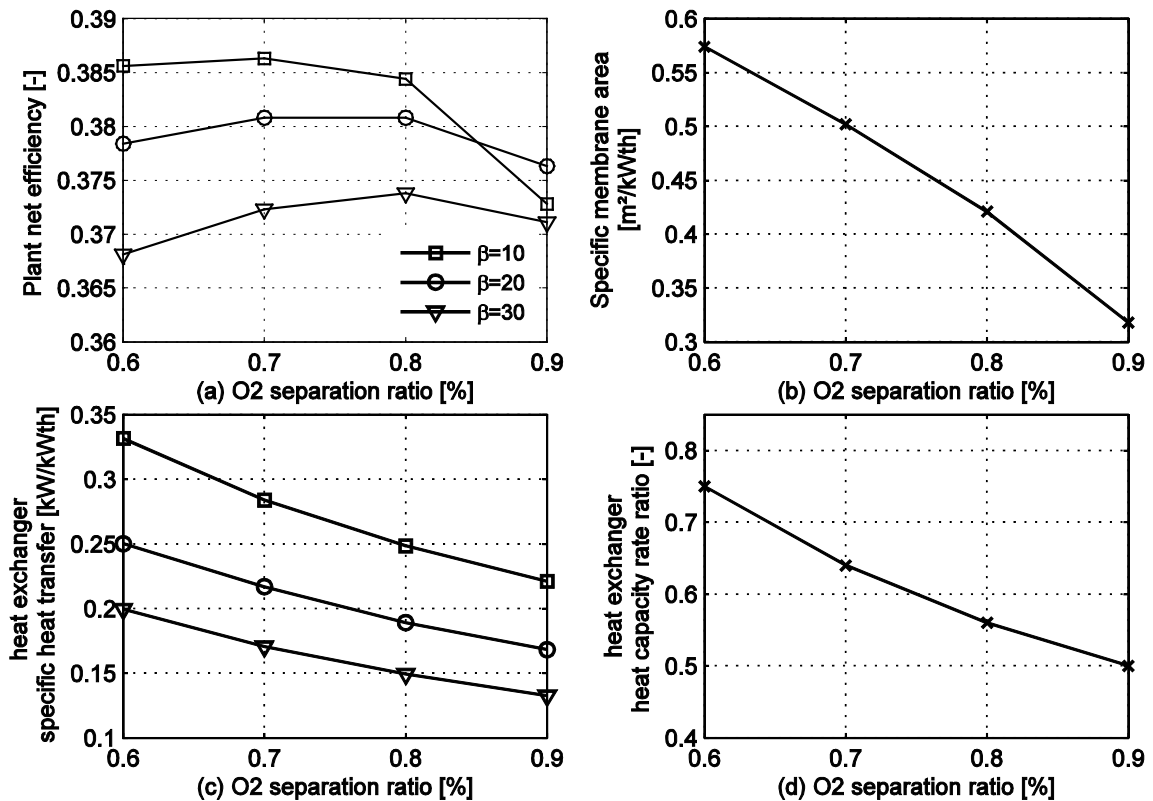 Plant net efficiency [-]
0.39
0.385
0.38
0.375
0.37
0.365
0.36
β=10
β=20
β=30
0.6 0.7 0.8 0.9
(a) O2 separation ratio [%]
Specific membrane area
[m²/kWth]
0.6
0.55
0.5
0.45
0.4
0.35
0.3
0.6 0.7 0.8 0.9
(b) O2 separation ratio [%]
heat exchanger
specific heat transfer [kW/kWth]
0.35
0.3
0.25
0.2
0.15
0.1
0.6 0.7 0.8 0.9
(c) O2 separation ratio [%]
heat exchanger
heat capacity rate ratio [-]
0.8
0.7
0.6
0.5
0.4
0.6 0.7 0.8 0.9
(d) O2 separation ratio [%]